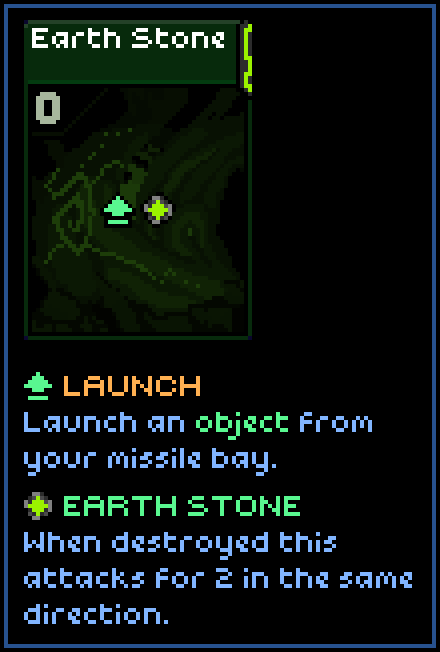 Earth Stone
0
LAUNCH
Launch an object from
your missile bay.
EARTH STONE
When destroyed this
attacks for 2 in the same
direction.